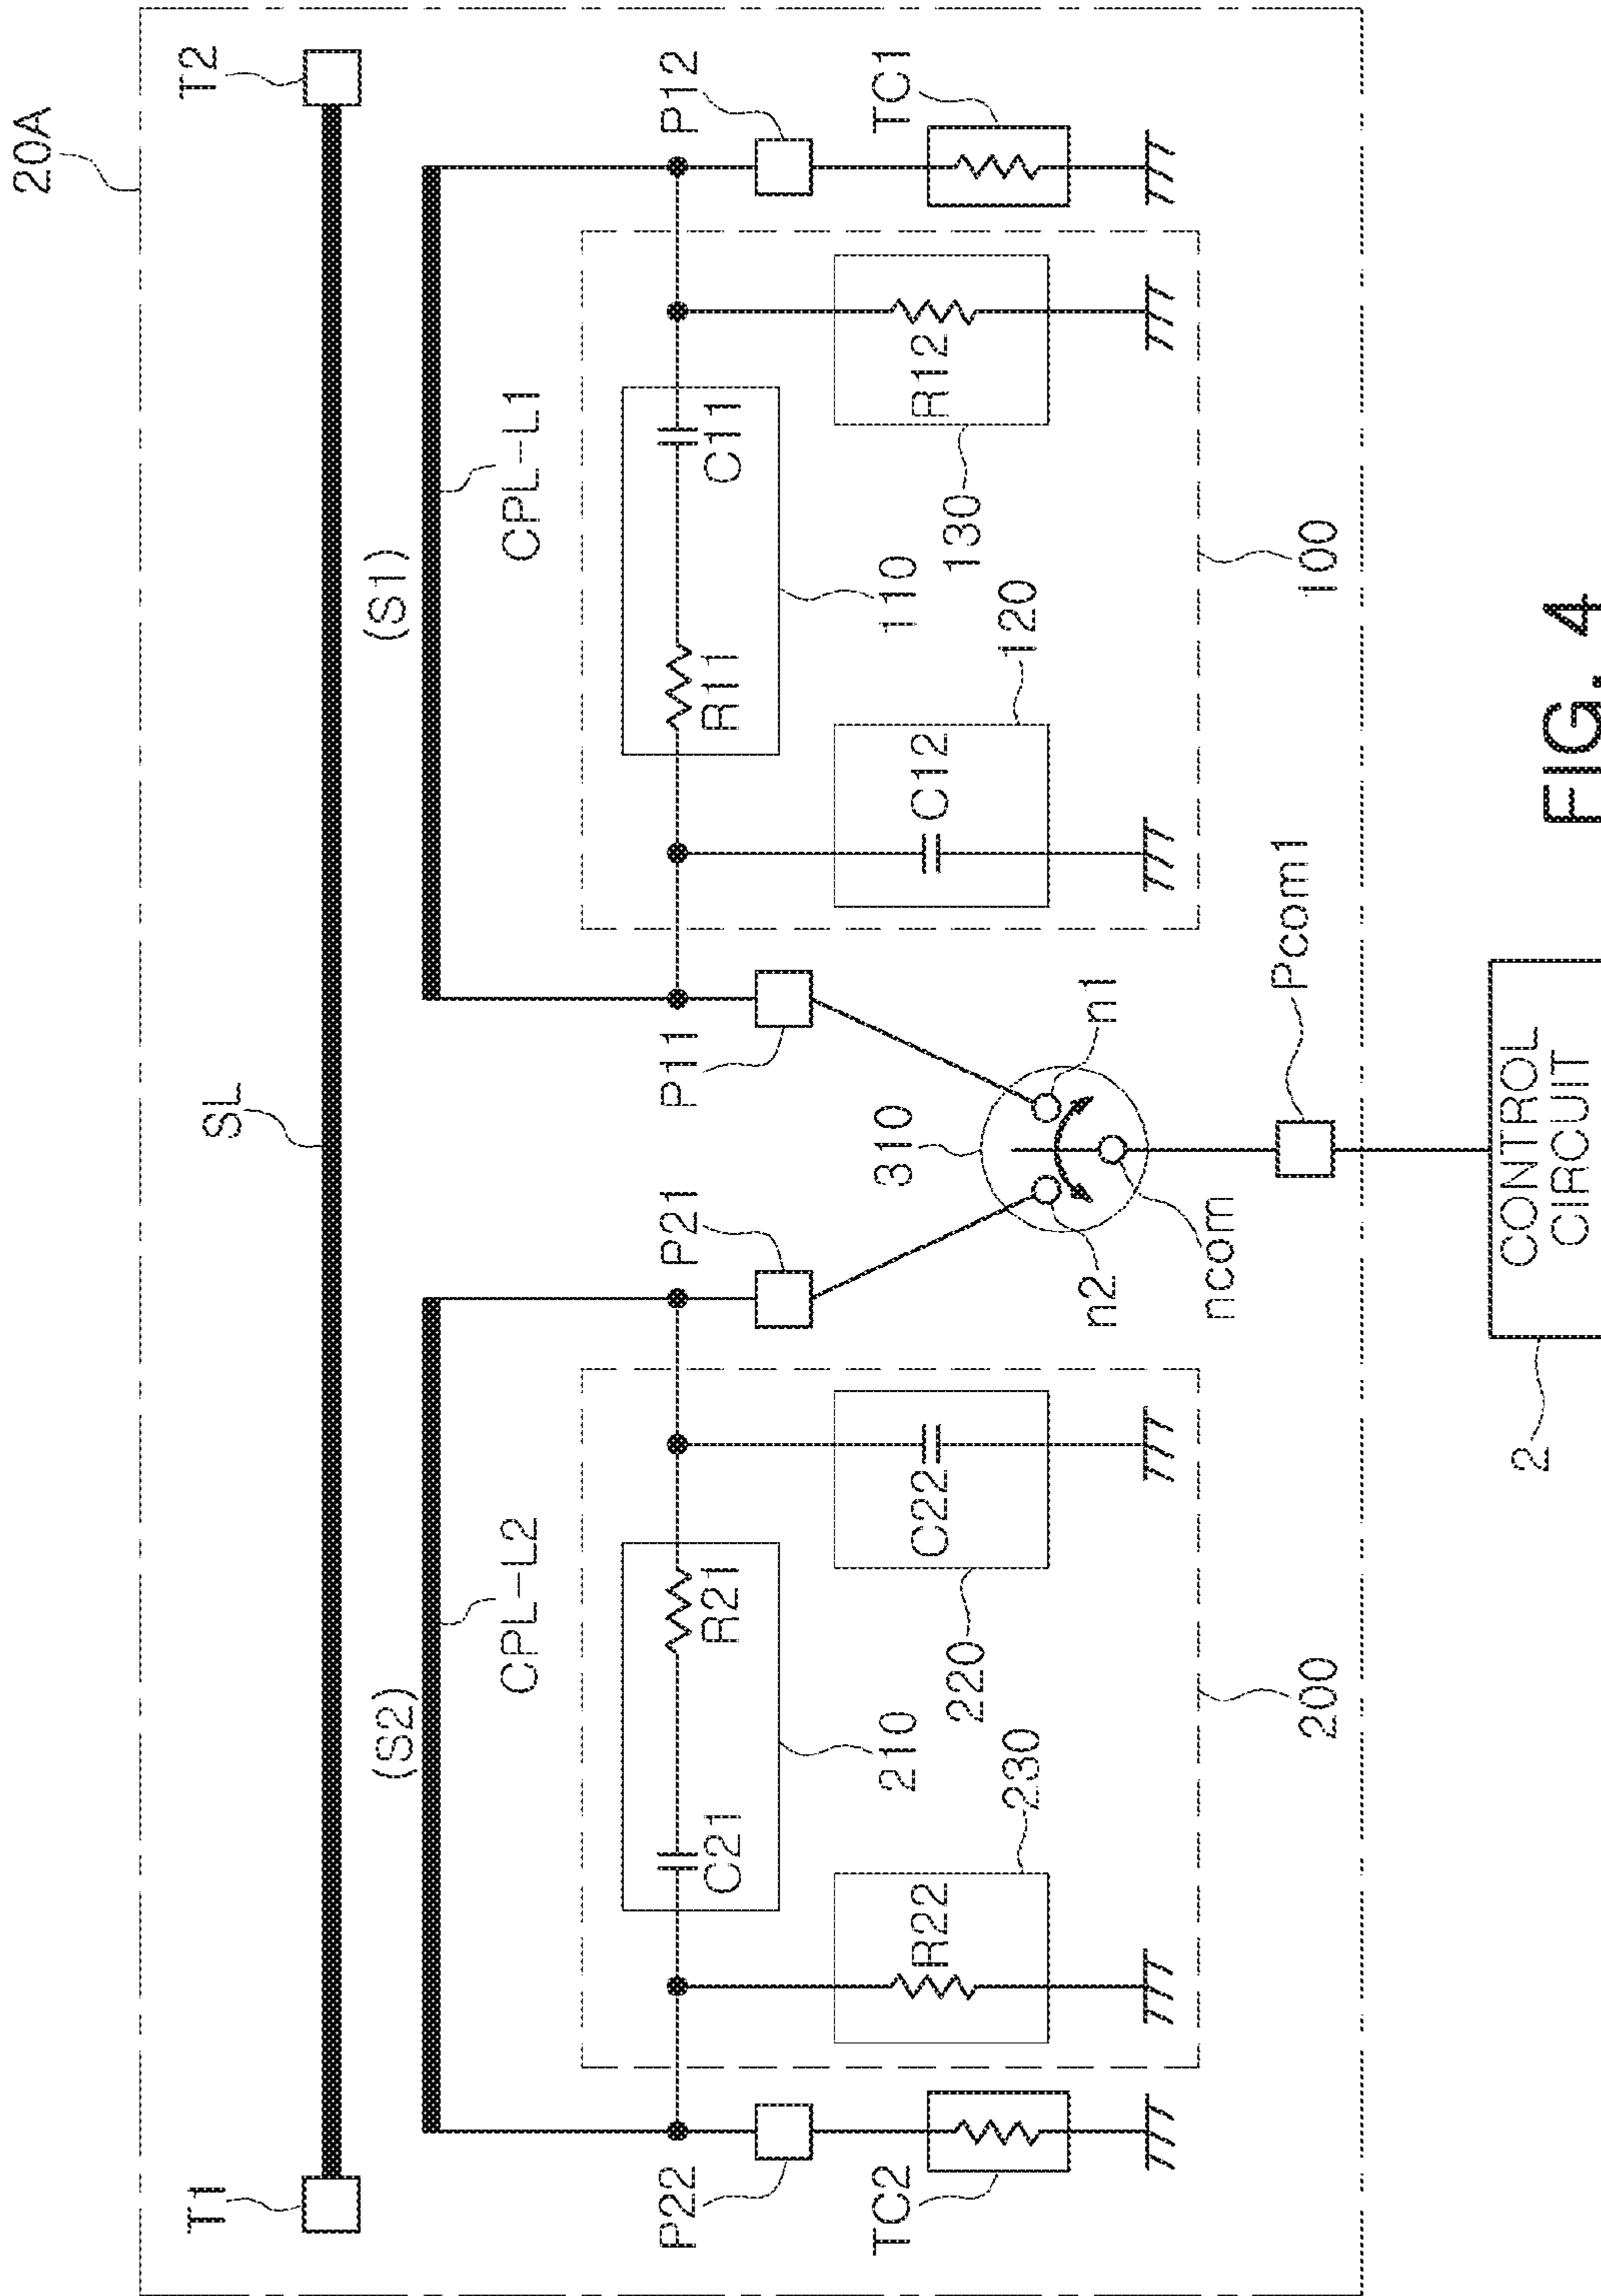 20A
T1
SL
T2
(S2)
(S1)
CPL-L2
CPL-L1
P22
P21
P11
P12
C21
R21
R11
C11
210
110
TC2
R22
C22
310
C12
R12
TC1
230
220
n2
n1
120
130
ncom
200
Pcom1
100
2
CONTROL
CIRCUIT
FIG. 4